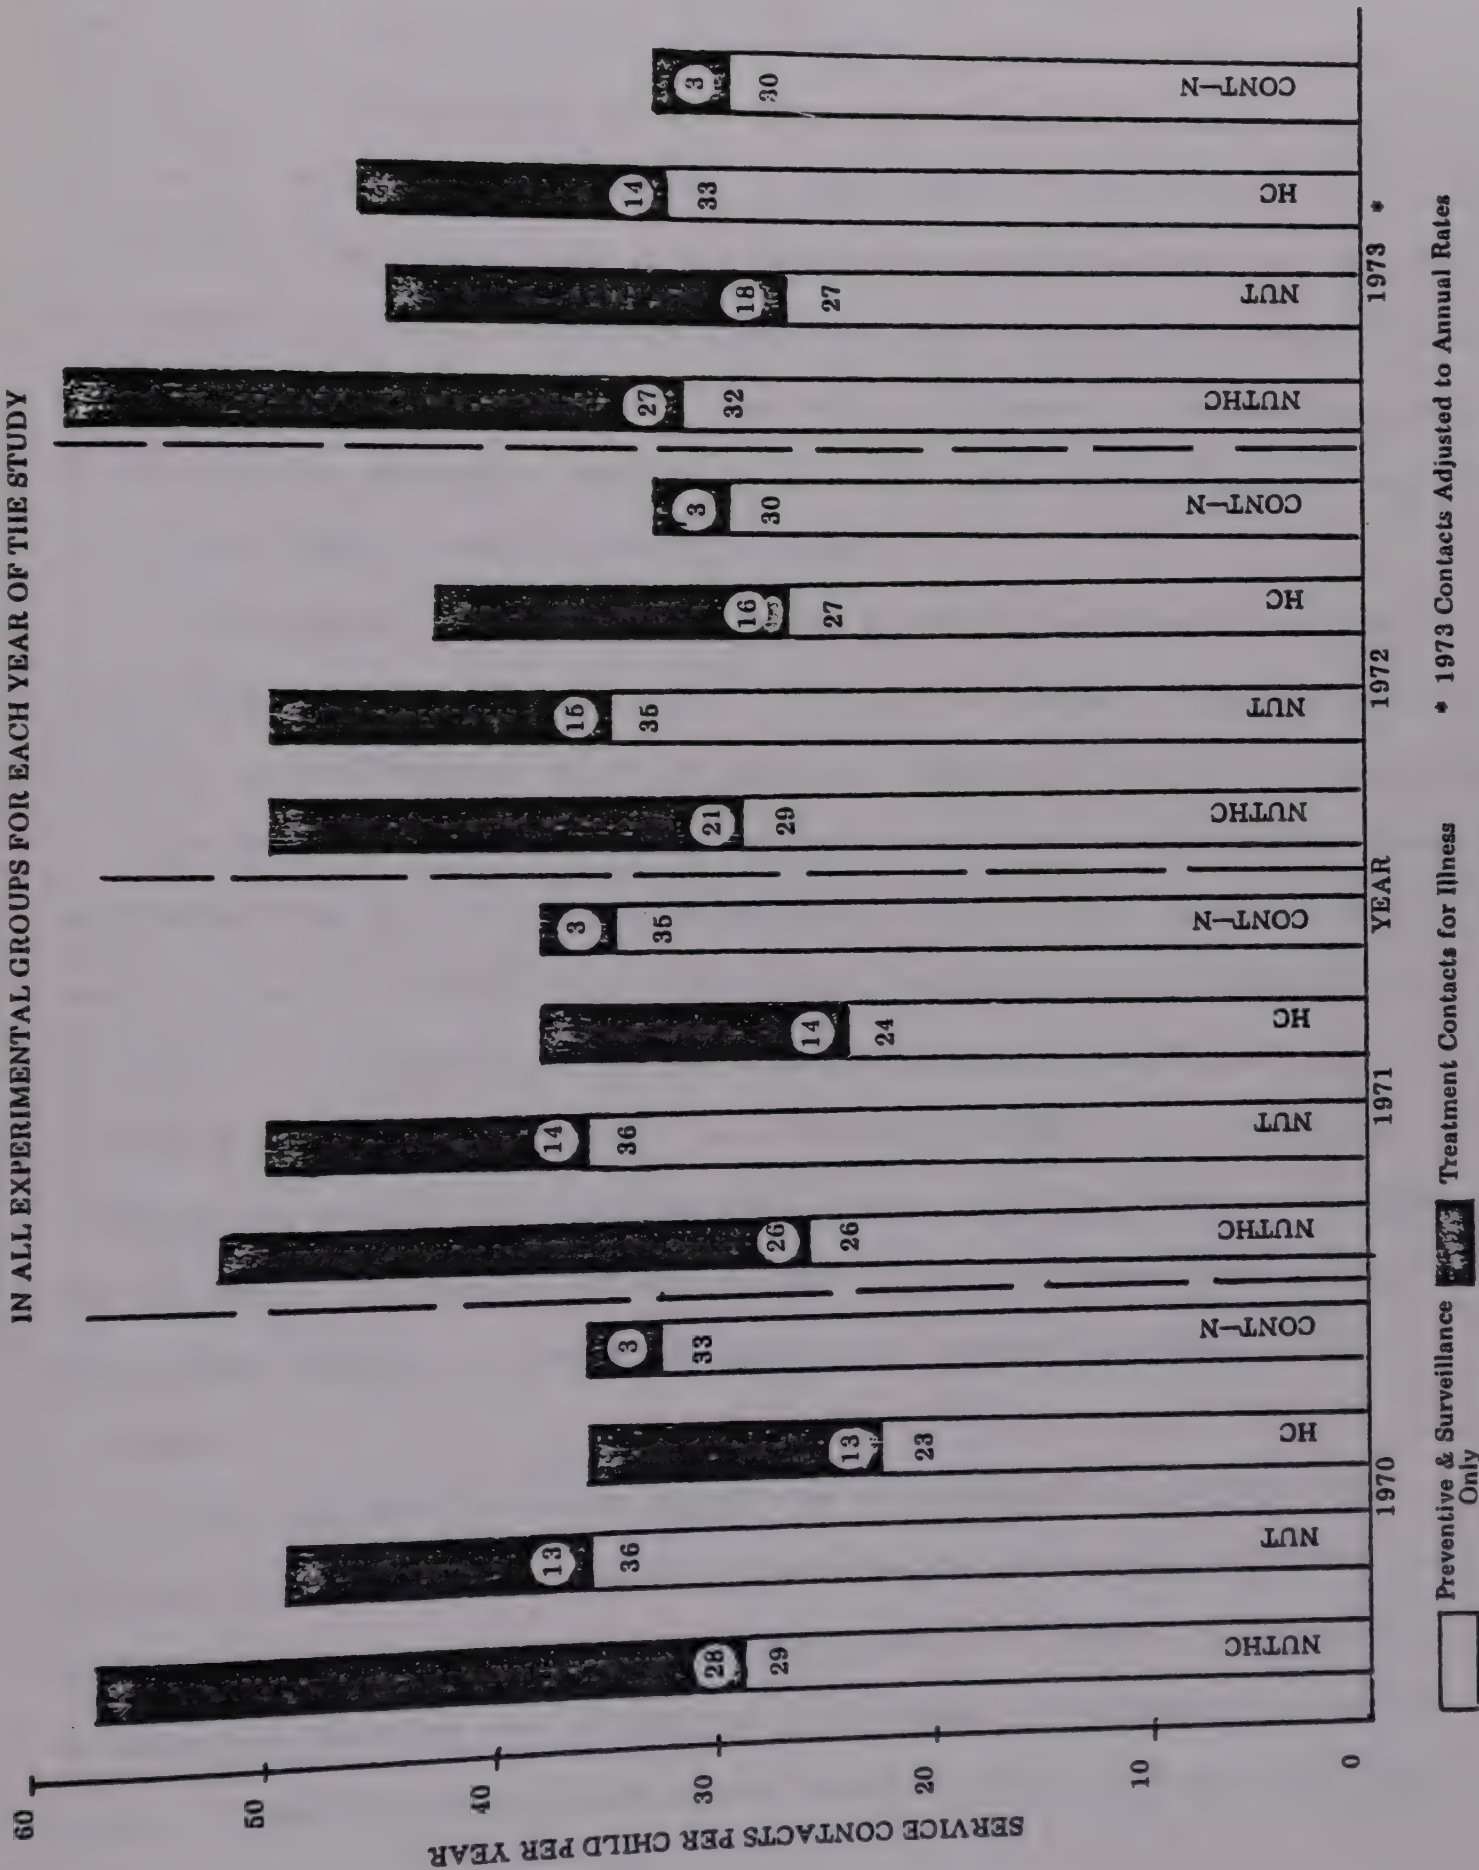 IN ALL EXPERIMENTAL GROUPS FOR EACH YEAR OF THE STUDY
SERVICE CONTACTS PER CHILD PER YEAR
60
50
40
30
20
10
0
28
29
NUTHC
13
36
NUT
13
23
HC
3
33
CONT-N
26
26
NUTHC
14
36
NUT
14
24
HC
3
35
CONT-N
21
29
NUTHC
15
35
NUT
16
27
HC
3
30
CONT-N
27
32
NUTHC
18
27
NUT
14
33
HC
3
30
CONT-N
1970
1971
YEAR
1972
1973 *
Preventive & Surveillance
Only
Treatment Contacts for Illness
* 1973 Contacts Adjusted to Annual Rates